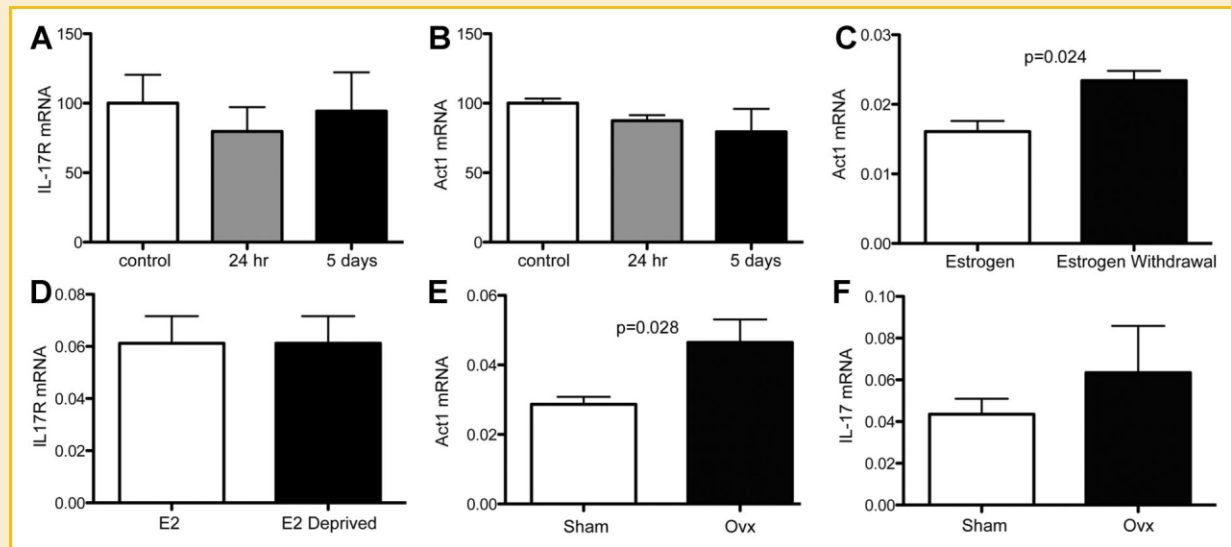 A
IL-17R mRNA
150
100
50
0
control 24 hr 5 days
B
Act1 mRNA
150
100
50
0
control 24 hr 5 days
C
Act1 mRNA
0.03
0.02
0.01
0.00
p=0.024
Estrogen Estrogen Withdrawal
D
IL17R mRNA
0.08
0.06
0.04
0.02
0.00
E2 E2 Deprived
E
Act1 mRNA
0.06
0.04
0.02
0.00
p=0.028
Sham Ovx
F
IL-17 mRNA
0.10
0.08
0.06
0.04
0.02
0.00
Sham Ovx